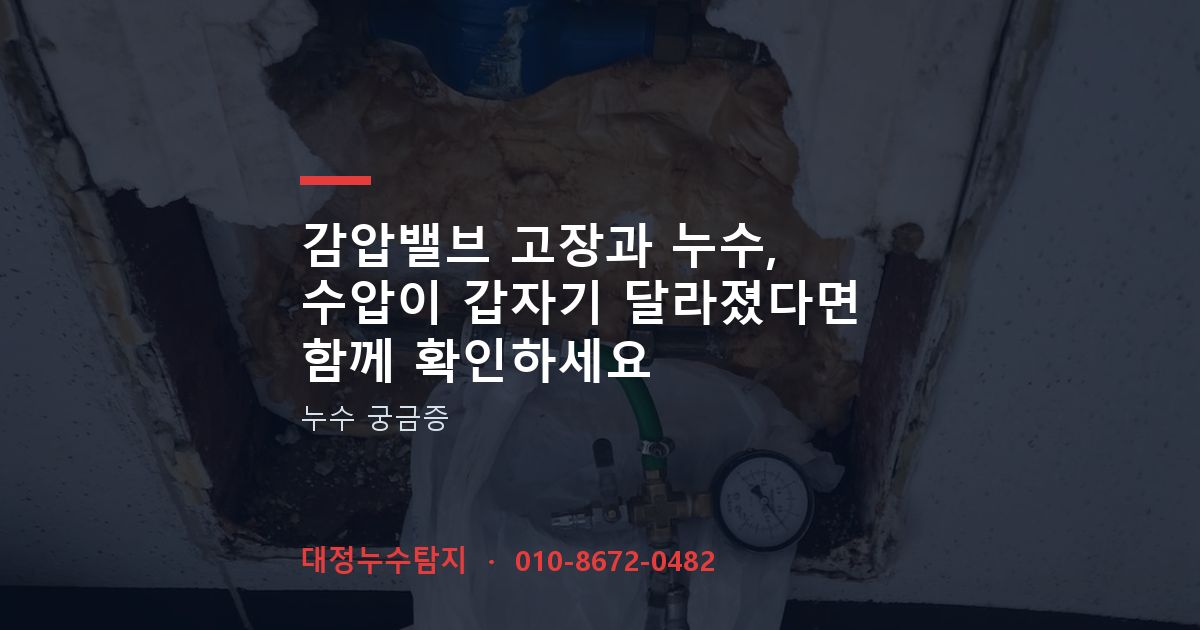 감압밸브 고장과 누수,
수압이 갑자기 달라졌다면
함께 확인하세요
누수 궁금증
대정누수탐지 · 010-8672-0482